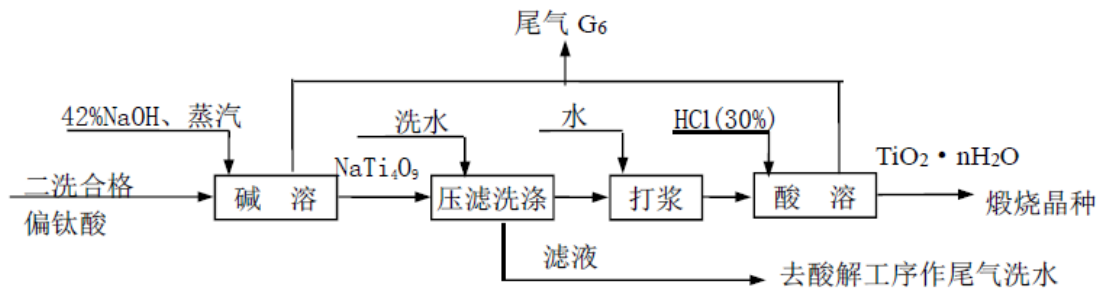 尾气 G₆
42%NaOH、蒸汽
洗水
水
HCl(30%)
二洗合格
偏钛酸
碱 溶
NaTi₄O₉
压滤洗涤
打浆
酸 溶
TiO₂·nH₂O
煅烧晶种
滤液
去酸解工序作尾气洗水